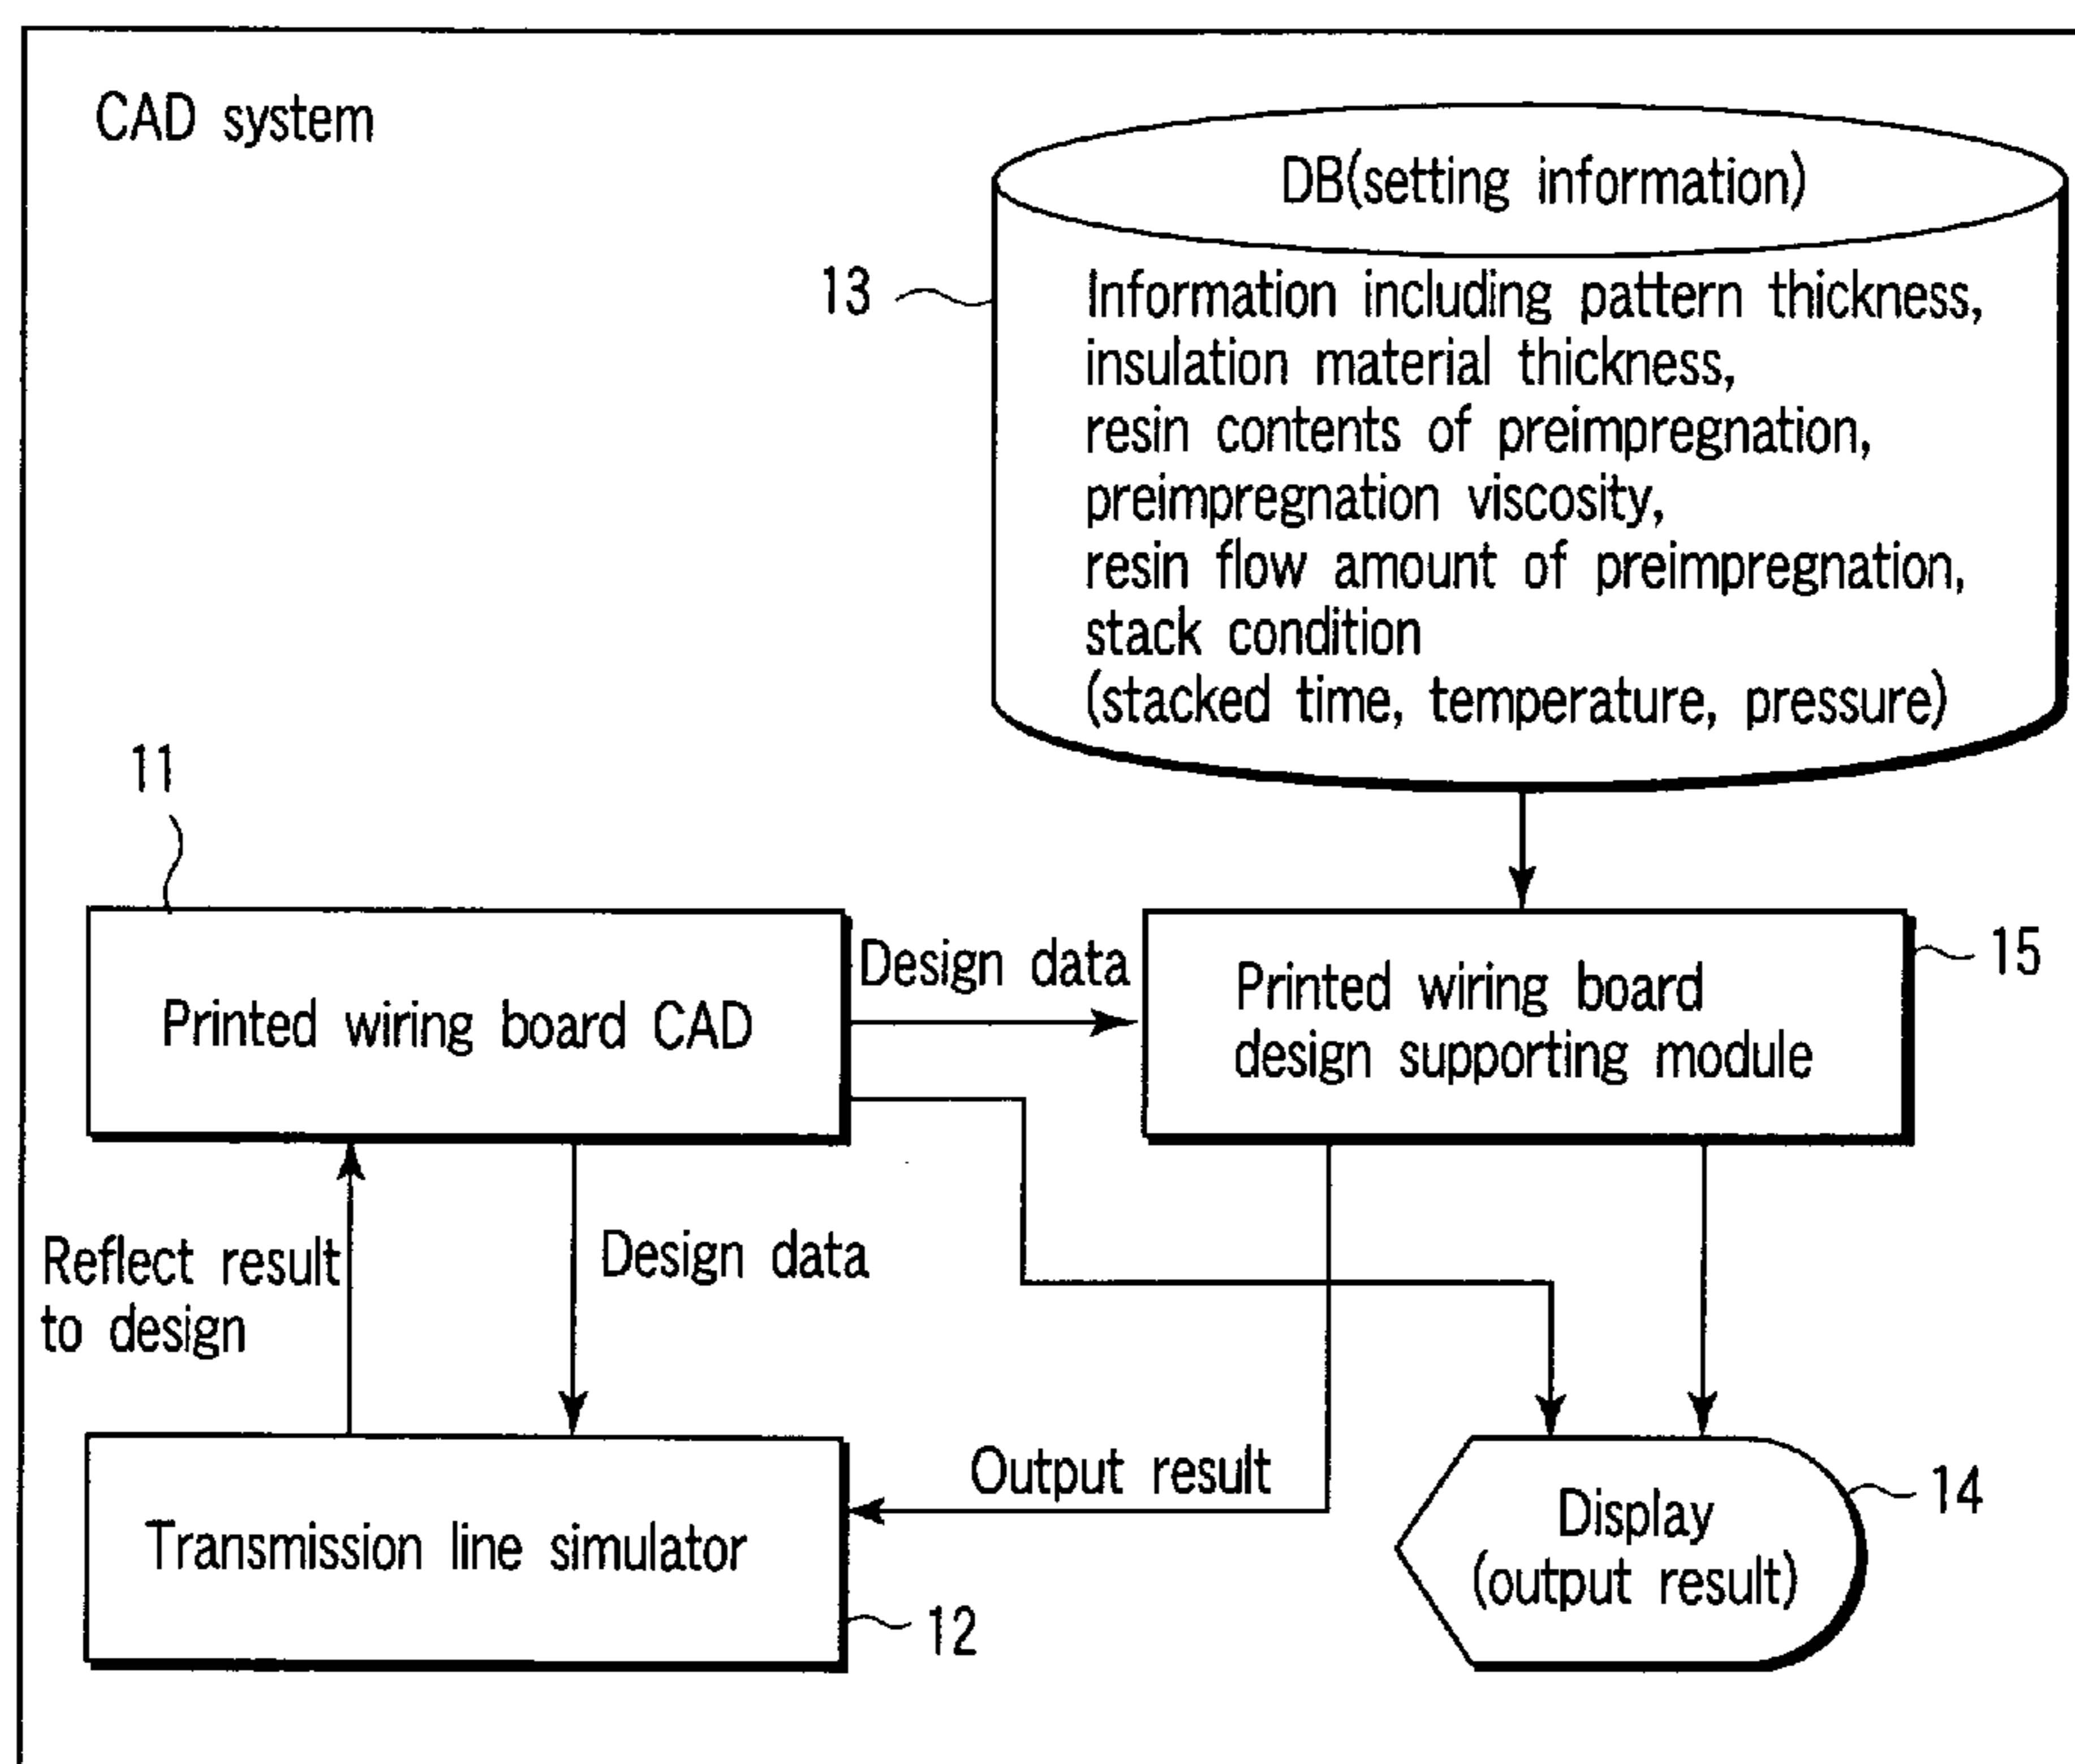 CAD system
DB(setting information)
13
Information including pattern thickness,
insulation material thickness,
resin contents of preimpregnation,
preimpregnation viscosity,
resin flow amount of preimpregnation,
stack condition
(stacked time, temperature, pressure)
11
Printed wiring board CAD
Design data
15
Printed wiring board
design supporting module
Reflect result
to design
Design data
Output result
Transmission line simulator
12
14
Display
(output result)